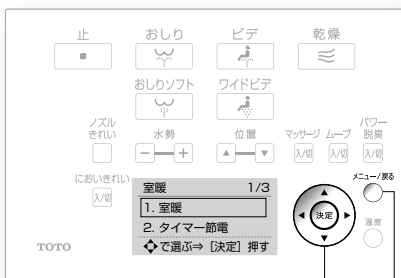 止 おしり ビデ 乾燥
おしりソフト ワイドビデ
ノズル
きれい
水勢 位置 マッサージ ムーブ
パワー
脱臭
− + ▲ ▼ 入/切 入/切 入/切
においきれい
入/切
メニュー/戻る
室暖 1/3
1. 室暖
2. タイマー節電
で選ぶ⇒ [決定] 押す
決定
温度
TOTO